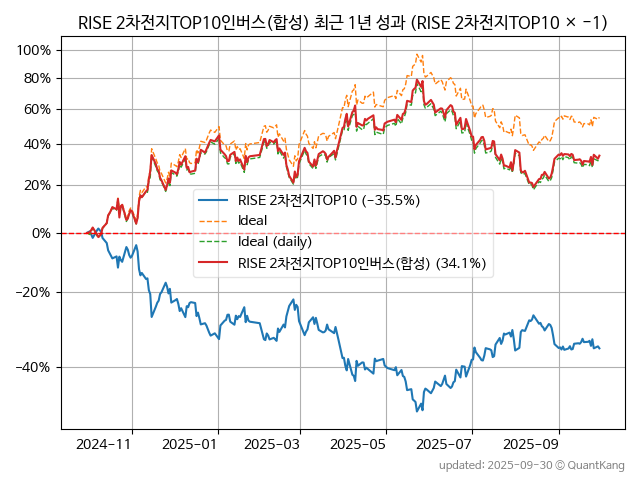 RISE 2차전지TOP10인버스(합성) 최근 1년 성과 (RISE 2차전지TOP10 × −1)
100%
80%
60%
40%
20%
0%
−20%
−40%
RISE 2차전지TOP10 (−35.5%)
Ideal
Ideal (daily)
RISE 2차전지TOP10인버스(합성) (34.1%)
2024-11
2025-01
2025-03
2025-05
2025-07
2025-09
updated: 2025-09-30 © QuantKang